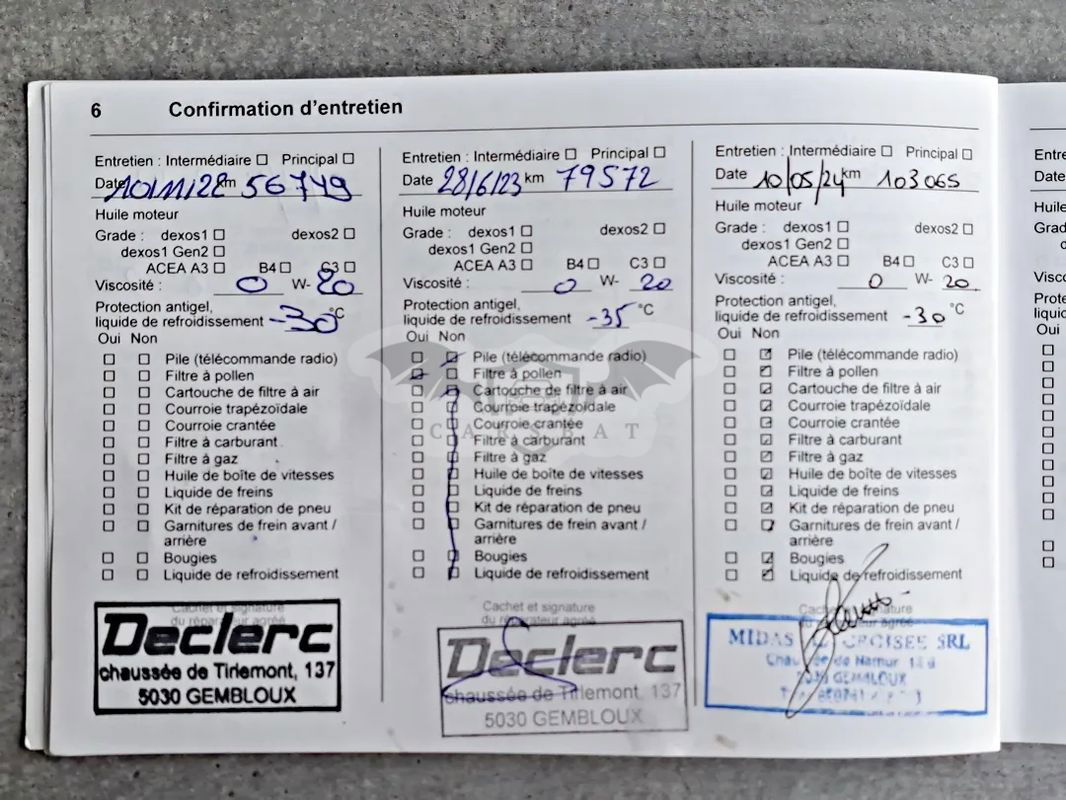 6 Confirmation d'entretien
Entretien : Intermédiaire Principal
Date 10/11/22 km 56749
Huile moteur
Grade : dexos1 dexos2
dexos1 Gen2
ACEA A3 B4 C3
Viscosité : 0 W- 20
Protection antigel,
liquide de refroidissement -30 °C
Oui Non
Pile (télécommande radio)
Filtre à pollen
Cartouche de filtre à air
Courroie trapézoïdale
Courroie crantée
Filtre à carburant
Filtre à gaz
Huile de boîte de vitesses
Liquide de freins
Kit de réparation de pneu
Garnitures de frein avant /
arrière
Bougies
Liquide de refroidissement
Cachet et signature
du réparateur agréé
Declerc
chaussée de Tirlemont, 137
5030 GEMBLOUX
Entretien : Intermédiaire Principal
Date 28/6/23 km 79572
Huile moteur
Grade : dexos1 dexos2
dexos1 Gen2
ACEA A3 B4 C3
Viscosité : 0 W- 20
Protection antigel,
liquide de refroidissement -35 °C
Oui Non
Pile (télécommande radio)
Filtre à pollen
Cartouche de filtre à air
Courroie trapézoïdale
Courroie crantée
Filtre à carburant
Filtre à gaz
Huile de boîte de vitesses
Liquide de freins
Kit de réparation de pneu
Garnitures de frein avant /
arrière
Bougies
Liquide de refroidissement
Cachet et signature
du réparateur agréé
Declerc
chaussée de Tirlemont, 137
5030 GEMBLOUX
Entretien : Intermédiaire Principal
Date 10/05/24 km 103065
Huile moteur
Grade : dexos1 dexos2
dexos1 Gen2
ACEA A3 B4 C3
Viscosité : 0 W- 20
Protection antigel,
liquide de refroidissement -30 °C
Oui Non
Pile (télécommande radio)
Filtre à pollen
Cartouche de filtre à air
Courroie trapézoïdale
Courroie crantée
Filtre à carburant
Filtre à gaz
Huile de boîte de vitesses
Liquide de freins
Kit de réparation de pneu
Garnitures de frein avant /
arrière
Bougies
Liquide de refroidissement
MIDAS CROISEE SRL
de Namur
GEMBLOUX
CARSBAT